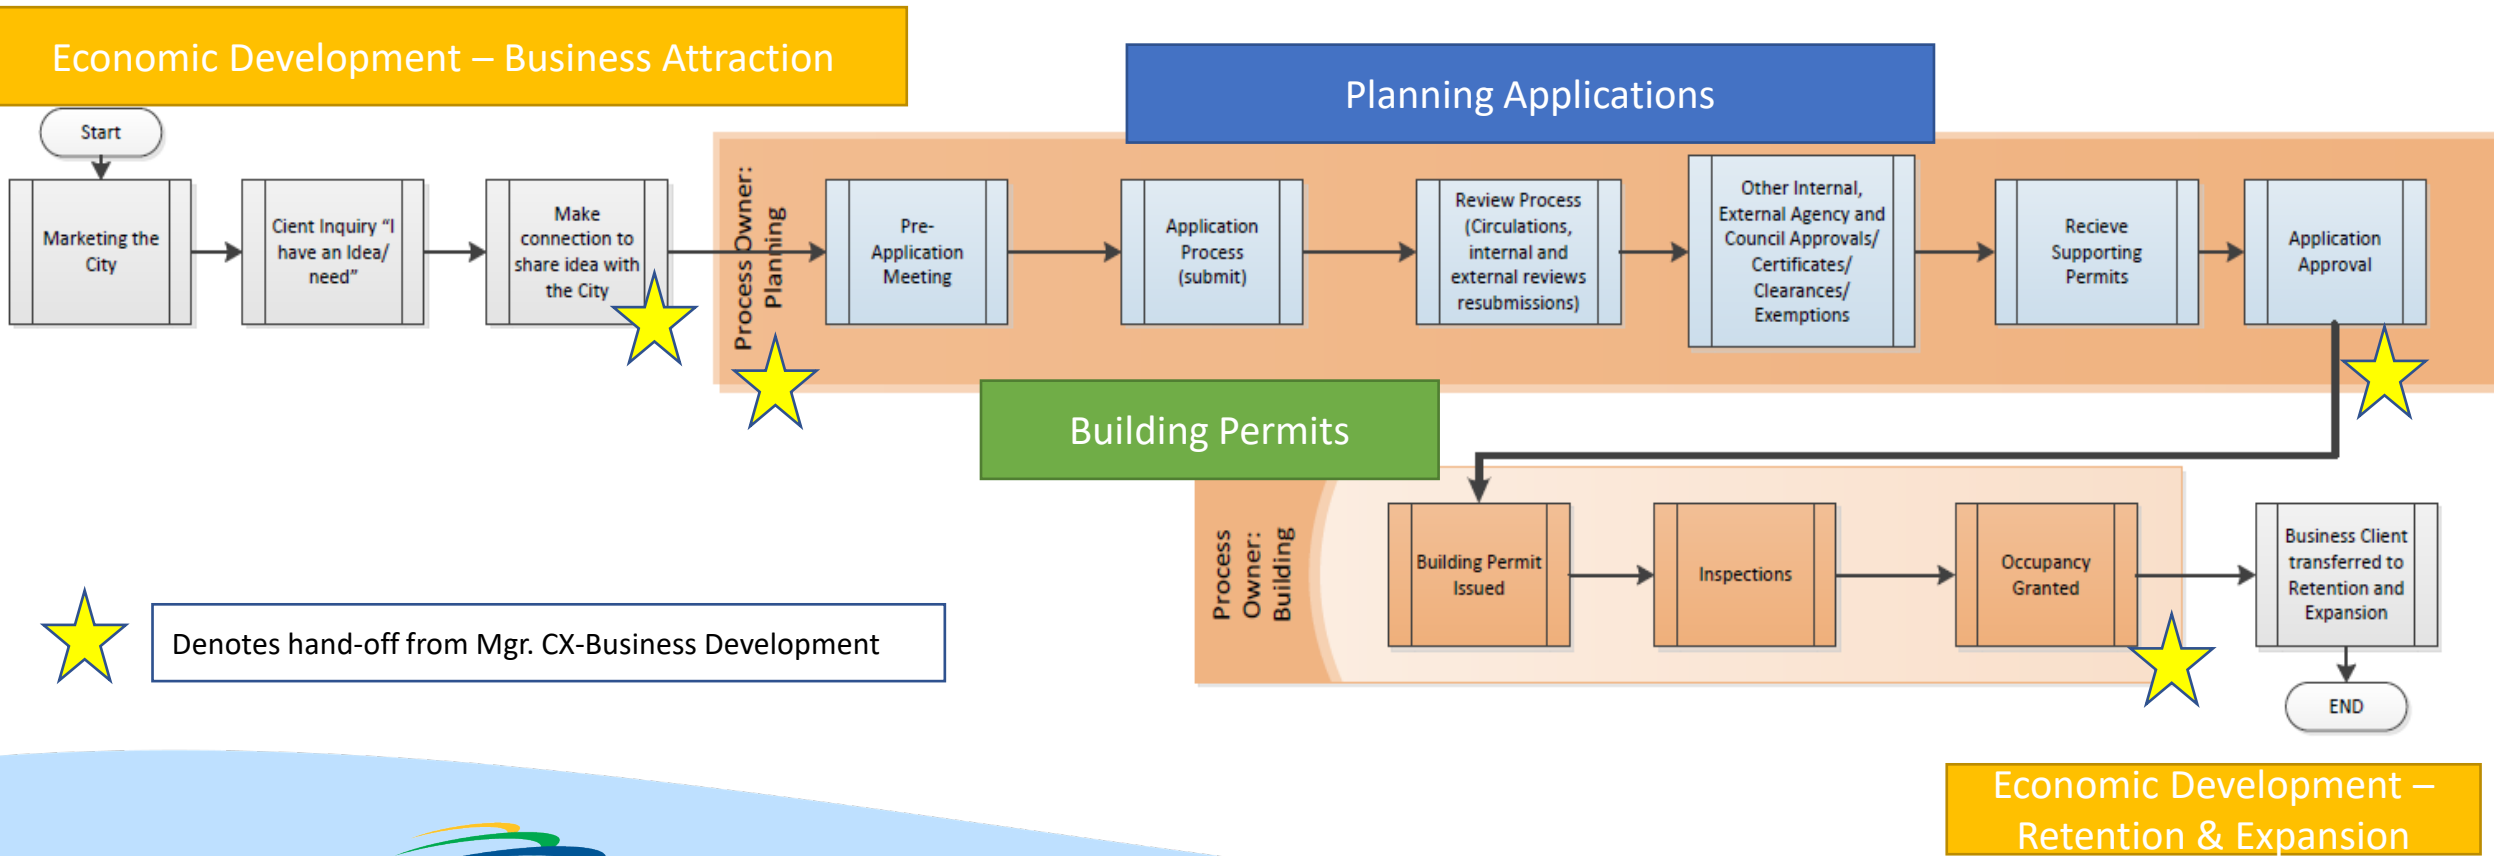 Economic Development – Business Attraction
Planning Applications
Start
Marketing the
City
Cient Inquiry “I
have an Idea/
need”
Make
connection to
share idea with
the City
Process Owner:
Planning
Pre-
Application
Meeting
Application
Process
(submit)
Review Process
(Circulations,
internal and
external reviews
resubmissions)
Other Internal,
External Agency and
Council Approvals/
Certificates/
Clearances/
Exemptions
Recieve
Supporting
Permits
Application
Approval
Building Permits
Process
Owner:
Building
Building Permit
Issued
Inspections
Occupancy
Granted
Business Client
transferred to
Retention and
Expansion
END
Denotes hand-off from Mgr. CX-Business Development
Economic Development –
Retention & Expansion